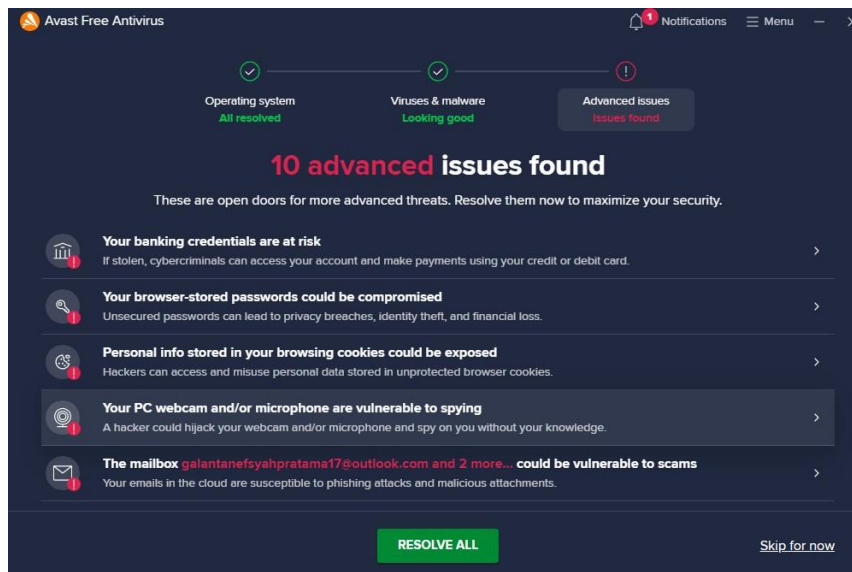 Avast Free Antivirus
1
Notifications
Menu
Operating system
All resolved
Viruses & malware
Looking good
Advanced issues
Issues found
10 advanced issues found
These are open doors for more advanced threats. Resolve them now to maximize your security.
Your banking credentials are at risk
If stolen, cybercriminals can access your account and make payments using your credit or debit card.
Your browser-stored passwords could be compromised
Unsecured passwords can lead to privacy breaches, identity theft, and financial loss.
Personal info stored in your browsing cookies could be exposed
Hackers can access and misuse personal data stored in unprotected browser cookies.
Your PC webcam and/or microphone are vulnerable to spying
A hacker could hijack your webcam and/or microphone and spy on you without your knowledge.
The mailbox galantanefsyahpratama17@outlook.com and 2 more... could be vulnerable to scams
Your emails in the cloud are susceptible to phishing attacks and malicious attachments.
RESOLVE ALL
Skip for now